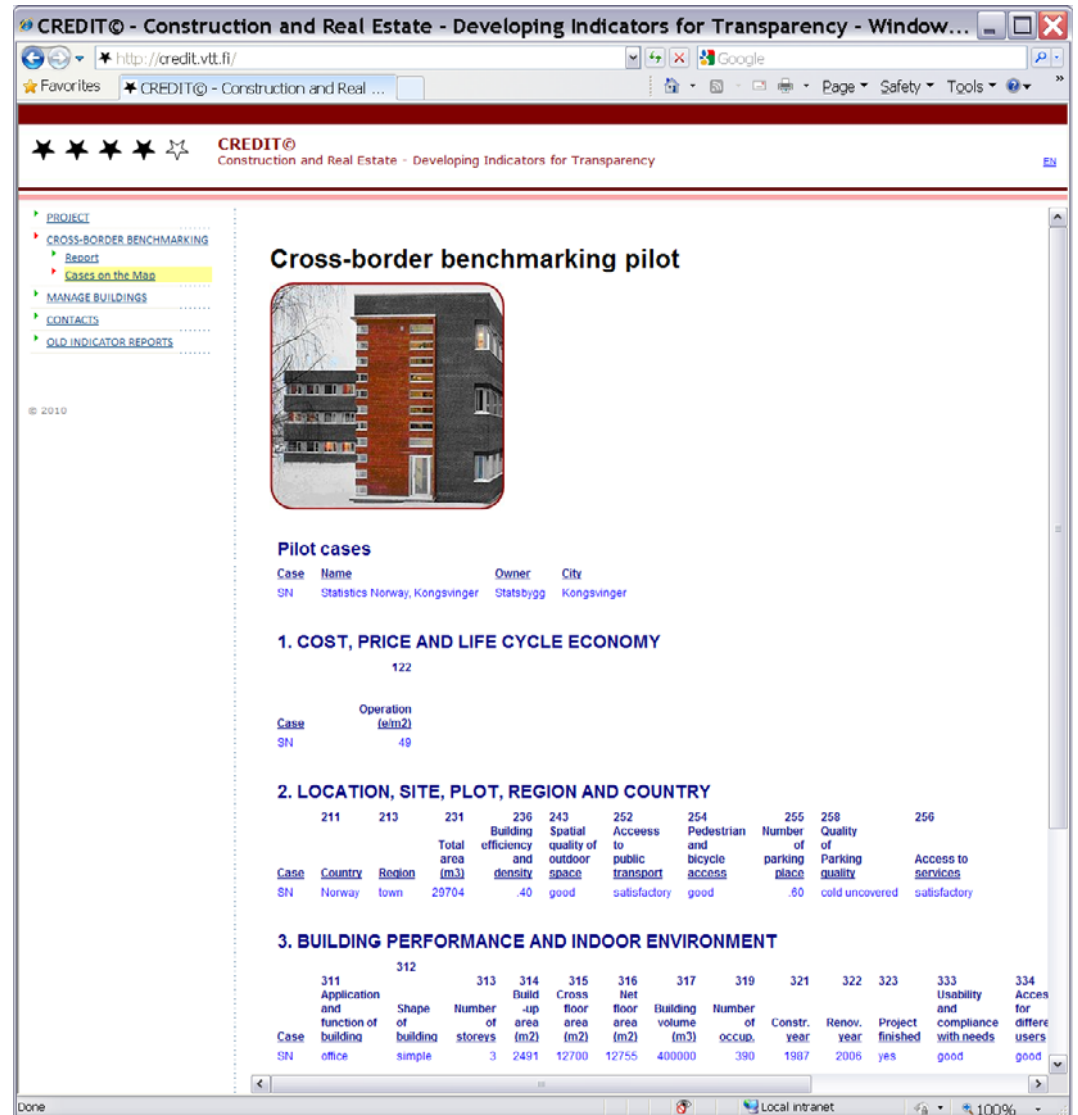 CREDIT© - Construction and Real Estate - Developing Indicators for Transparency - Window...
http://credit.vtt.fi/
Google
Favorites
CREDIT© - Construction and Real ...
Page Safety Tools
»
CREDIT©
Construction and Real Estate - Developing Indicators for Transparency
EN
PROJECT
CROSS-BORDER BENCHMARKING
Report
Cases on the Map
MANAGE BUILDINGS
CONTACTS
OLD INDICATOR REPORTS
© 2010
Cross-border benchmarking pilot
Pilot cases
Case Name Owner City
SN Statistics Norway, Kongsvinger Statsbygg Kongsvinger
1. COST, PRICE AND LIFE CYCLE ECONOMY
122
Operation
Case (e/m2)
SN 49
2. LOCATION, SITE, PLOT, REGION AND COUNTRY
211 213 231 236 243 252 254 255 258 256
Building Spatial Acceess Pedestrian Number Quality
Total efficiency quality of to and of of
area and outdoor public bicycle parking Parking Access to
Case Country Region (m3) density space transport access place quality services
SN Norway town 29704 .40 good satisfactory good .60 cold uncovered satisfactory
3. BUILDING PERFORMANCE AND INDOOR ENVIRONMENT
312
311 313 314 315 316 317 319 321 322 323 333 334
Application Build Cross Net Usability Acces
and Shape Number -up floor floor Building Number and for
function of of of area area area volume of Constr. Renov. Project compliance differe
Case building building storeys (m2) (m2) (m2) (m3) occup. year year finished with needs users
SN office simple 3 2491 12700 12755 400000 390 1987 2006 yes good good
Done Local intranet 100%